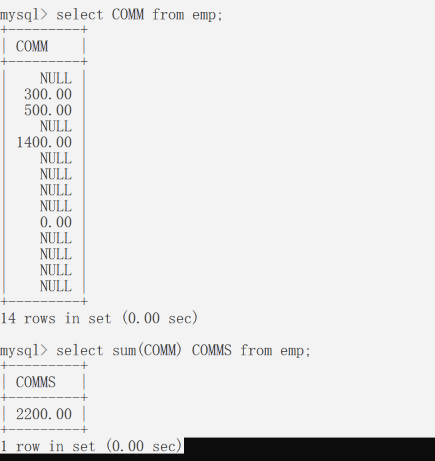 mysql> select COMM from emp;
+---------+
| COMM    |
+---------+
|    NULL |
|  300.00 |
|  500.00 |
|    NULL |
| 1400.00 |
|    NULL |
|    NULL |
|    NULL |
|    NULL |
|    0.00 |
|    NULL |
|    NULL |
|    NULL |
|    NULL |
+---------+
14 rows in set (0.00 sec)

mysql> select sum(COMM) COMMS from emp;
+---------+
| COMMS   |
+---------+
| 2200.00 |
+---------+
1 row in set (0.00 sec)